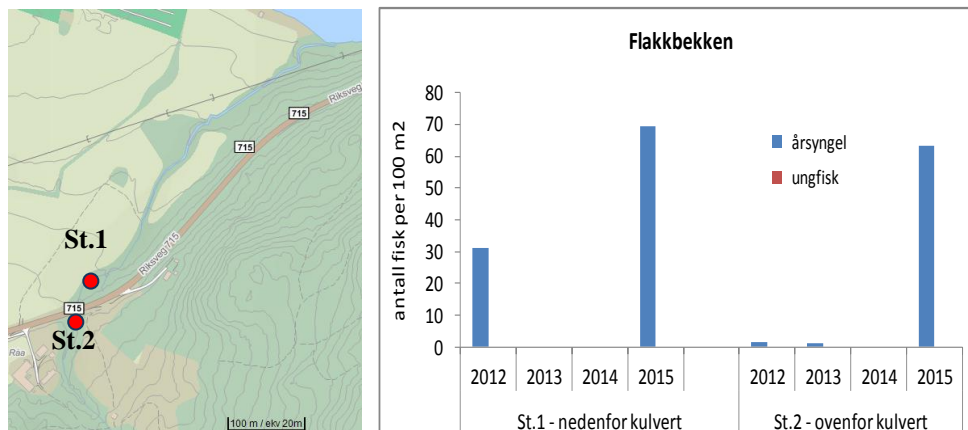 St.1
St.2
715
715
715
Riksveg 715
Riksveg 715
Raa
100 m / ekv 20m
Flakkbekken
antall fisk per 100 m2
80
70
60
50
40
30
20
10
0
årsyngel
ungfisk
2012 2013 2014 2015 2012 2013 2014 2015
St.1 - nedenfor kulvert St.2 - ovenfor kulvert